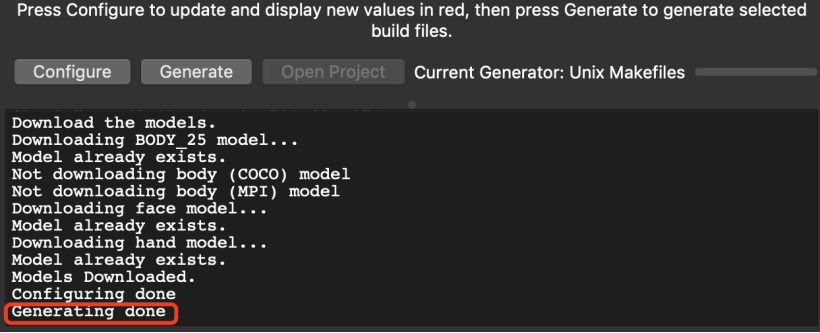 Press Configure to update and display new values in red, then press Generate to generate selected
build files.
Configure Generate Open Project Current Generator: Unix Makefiles
Download the models.
Downloading BODY_25 model...
Model already exists.
Not downloading body (COCO) model
Not downloading body (MPI) model
Downloading face model...
Model already exists.
Downloading hand model...
Model already exists.
Models Downloaded.
Configuring done
Generating done